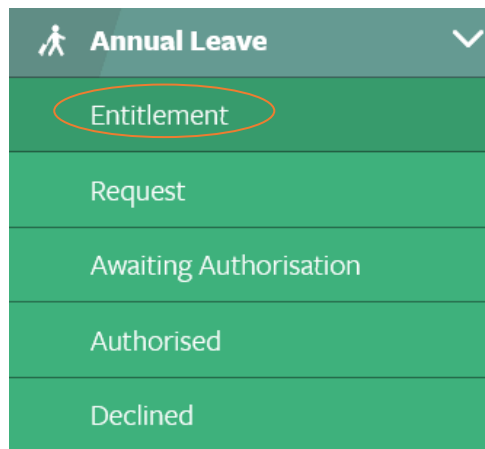 Annual Leave
Entitlement
Request
Awaiting Authorisation
Authorised
Declined